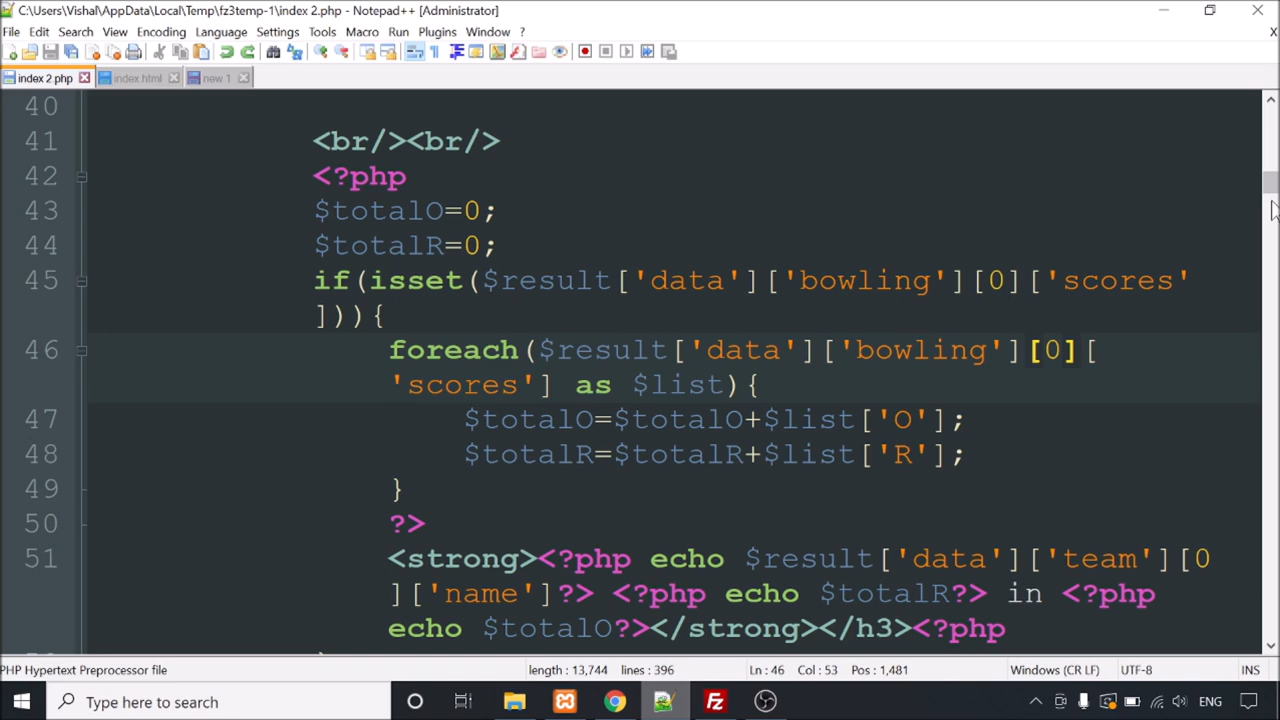 C:\Users\Vishal\AppData\Local\Temp\fz3temp-1\index 2.php - Notepad++ [Administrator]
File Edit Search View Encoding Language Settings Tools Macro Run Plugins Window ? X
index 2.php index.html new 1
40
41 <br/><br/>
42 <?php
43 $totalO=0;
44 $totalR=0;
45 if(isset($result['data']['bowling'][0]['scores'
])){
46 foreach($result['data']['bowling'][0][
'scores'] as $list){
47 $totalO=$totalO+$list['O'];
48 $totalR=$totalR+$list['R'];
49 }
50 ?>
51 <strong><?php echo $result['data']['team'][0
]['name']?> <?php echo $totalR?> in <?php
echo $totalO?></strong></h3><?php
PHP Hypertext Preprocessor file length : 13,744 lines : 396 Ln : 46 Col : 53 Pos : 1,481 Windows (CR LF) UTF-8 INS
Type here to search ENG